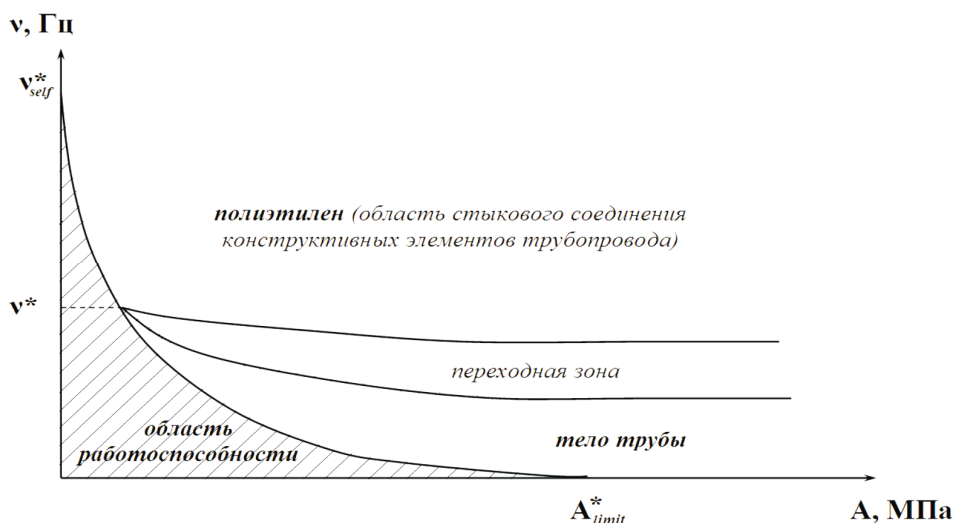 ν, Гц
ν*self
полиэтилен (область стыкового соединения
конструктивных элементов трубопровода)
ν*
переходная зона
область
работоспособности
тело трубы
A*limit
A, МПа